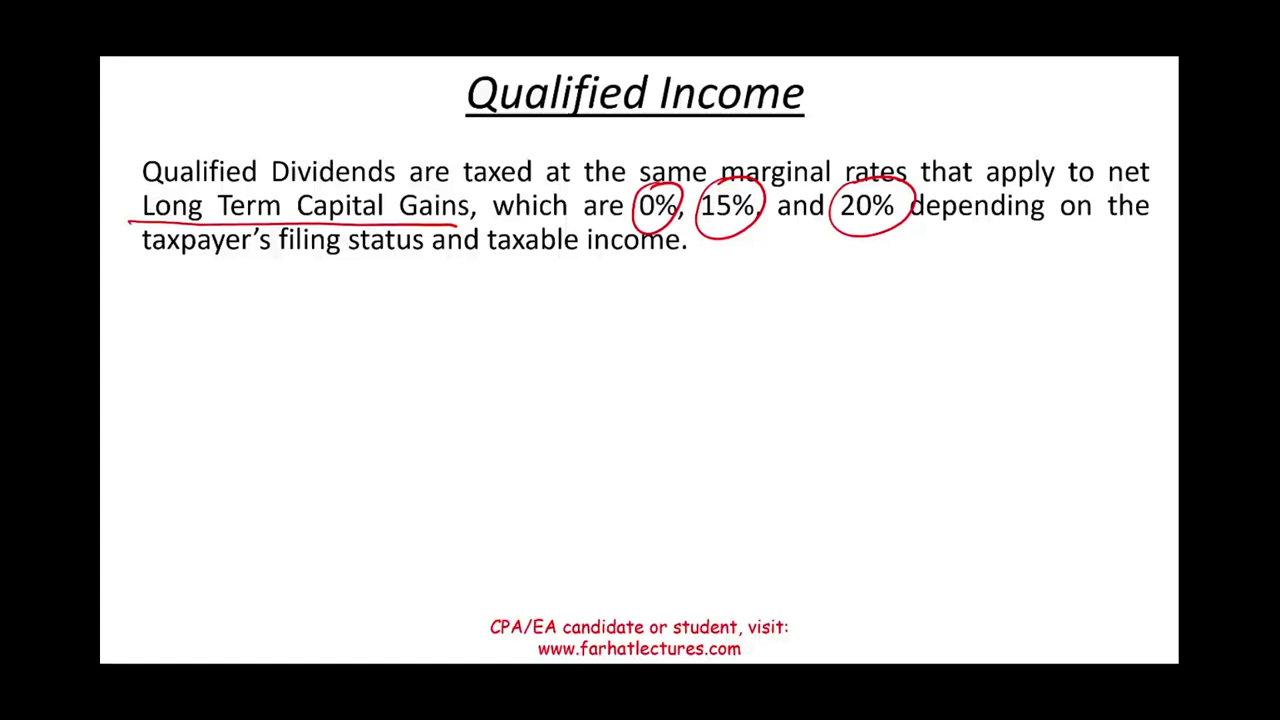 Qualified Income
Qualified Dividends are taxed at the same marginal rates that apply to net
Long Term Capital Gains, which are 0%, 15%, and 20% depending on the
taxpayer’s filing status and taxable income.
CPA/EA candidate or student, visit:
www.farhatlectures.com